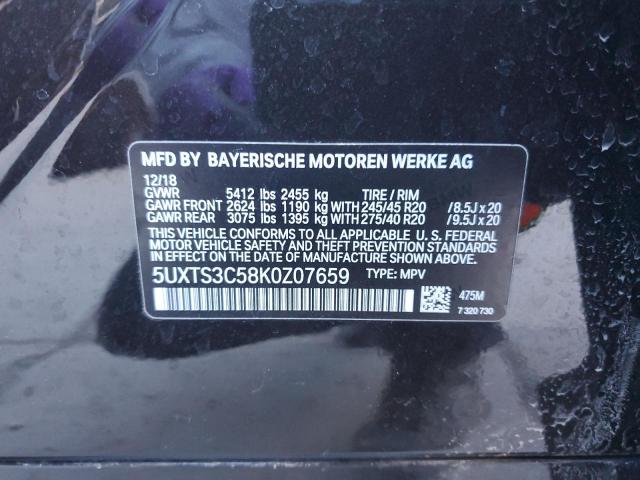 MFD BY BAYERISCHE MOTOREN WERKE AG
12/18
GVWR 5412 lbs 2455 kg TIRE / RIM
GAWR FRONT 2624 lbs 1190 kg WITH 245/45 R20 /8.5J x 20
GAWR REAR 3075 lbs 1395 kg WITH 275/40 R20 /9.5J x 20
THIS VEHICLE CONFORMS TO ALL APPLICABLE U.S. FEDERAL
MOTOR VEHICLE SAFETY STANDARDS IN EFFECT ON THE DATE OF MANUFACTURE SHOWN ABOVE.
5UXTS3C58K0Z07659 TYPE: MPV
475M
7 320 730